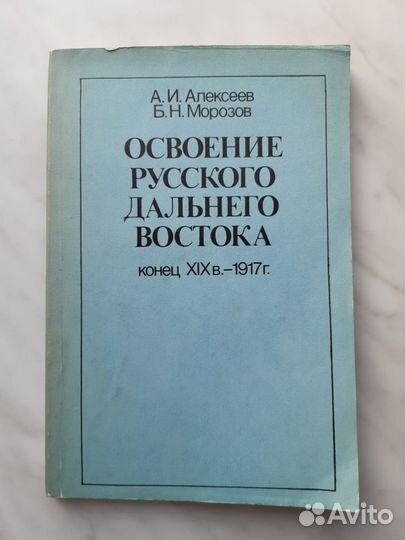 А. И. Алексеев
Б. Н. Морозов
ОСВОЕНИЕ
РУССКОГО
ДАЛЬНЕГО
ВОСТОКА
конец XIX в.–1917 г.
Avito